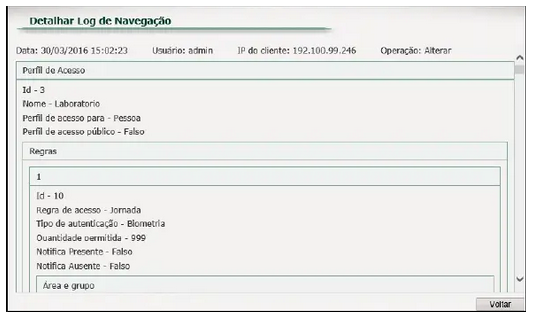 Detalhar Log de Navegação
Data: 30/03/2016 15:02:23 Usuário: admin IP do cliente: 192.100.99.246 Operação: Alterar
Perfil de Acesso
Id - 3
Nome - Laboratorio
Perfil de acesso para - Pessoa
Perfil de acesso público - Falso
Regras
1
Id - 10
Regra de acesso - Jornada
Tipo de autenticação - Biometria
Quantidade permitida - 999
Notifica Presente - Falso
Notifica Ausente - Falso
Área e grupo
Voltar